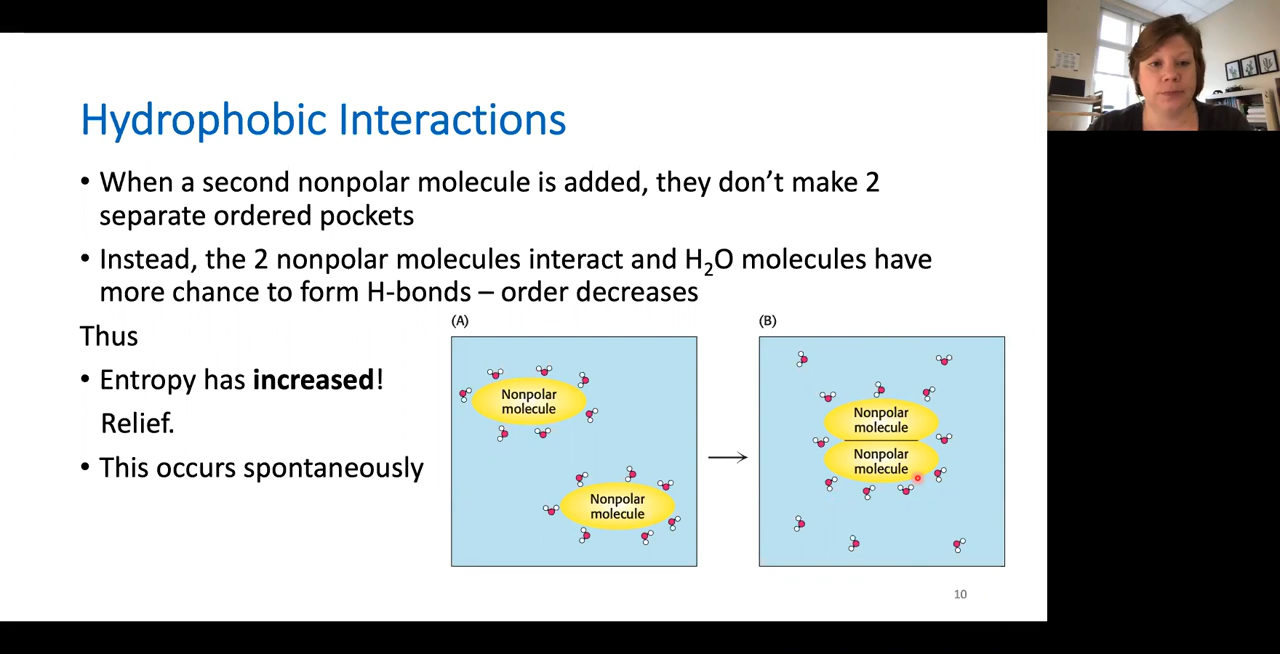 Hydrophobic Interactions
• When a second nonpolar molecule is added, they don’t make 2
separate ordered pockets
• Instead, the 2 nonpolar molecules interact and H₂O molecules have
more chance to form H-bonds – order decreases
Thus
• Entropy has increased!
Relief.
• This occurs spontaneously
(A)
Nonpolar
molecule
Nonpolar
molecule
(B)
Nonpolar
molecule
Nonpolar
molecule
10